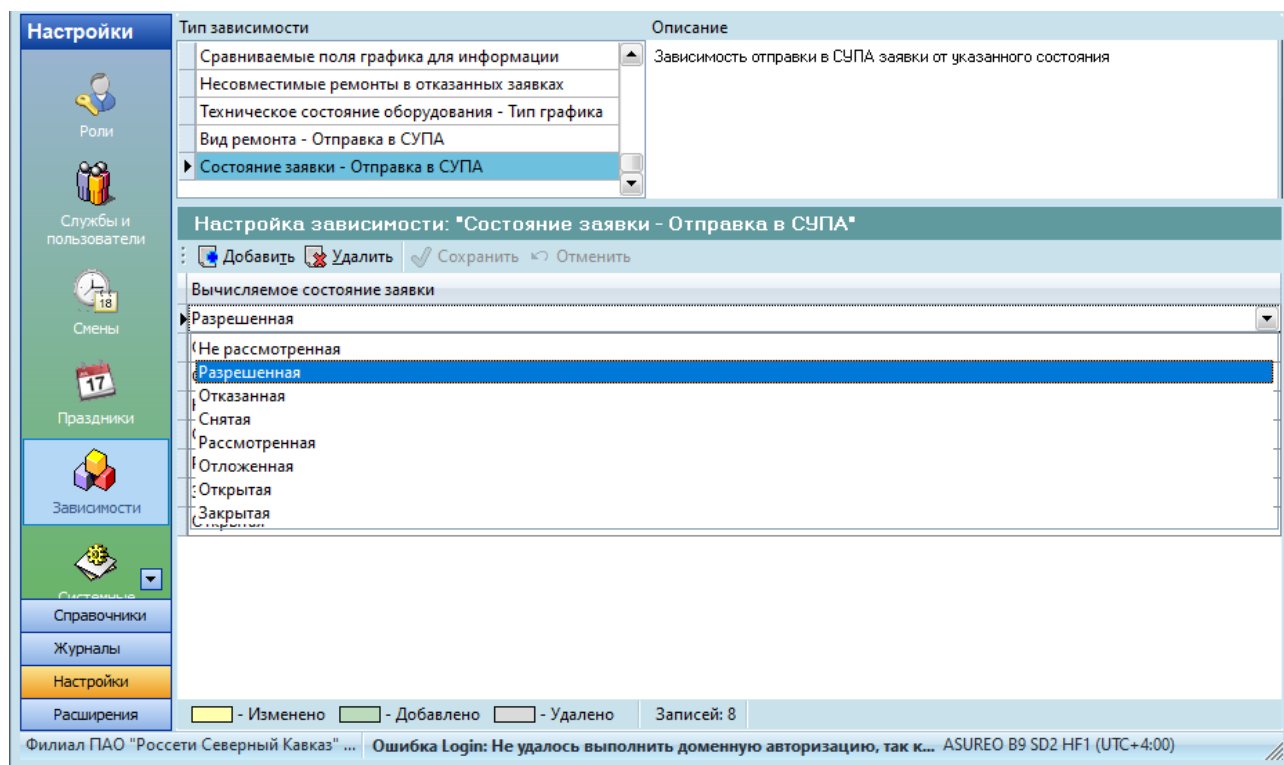 Настройки
Роли
Службы и
пользователи
Смены
18
Праздники
17
Зависимости
Системные
Справочники
Журналы
Настройки
Расширения
Тип зависимости
Сравниваемые поля графика для информации
Несовместимые ремонты в отказанных заявках
Техническое состояние оборудования - Тип графика
Вид ремонта - Отправка в СУПА
Состояние заявки - Отправка в СУПА
Описание
Зависимость отправки в СУПА заявки от указанного состояния
Настройка зависимости: "Состояние заявки - Отправка в СУПА"
Добавить Удалить Сохранить Отменить
Вычисляемое состояние заявки
Разрешенная
Не рассмотренная
Разрешенная
Отказанная
Снятая
Рассмотренная
Отложенная
Открытая
Закрытая
- Изменено - Добавлено - Удалено Записей: 8
Филиал ПАО "Россети Северный Кавказ" ... Ошибка Login: Не удалось выполнить доменную авторизацию, так к... ASUREO B9 SD2 HF1 (UTC+4:00)